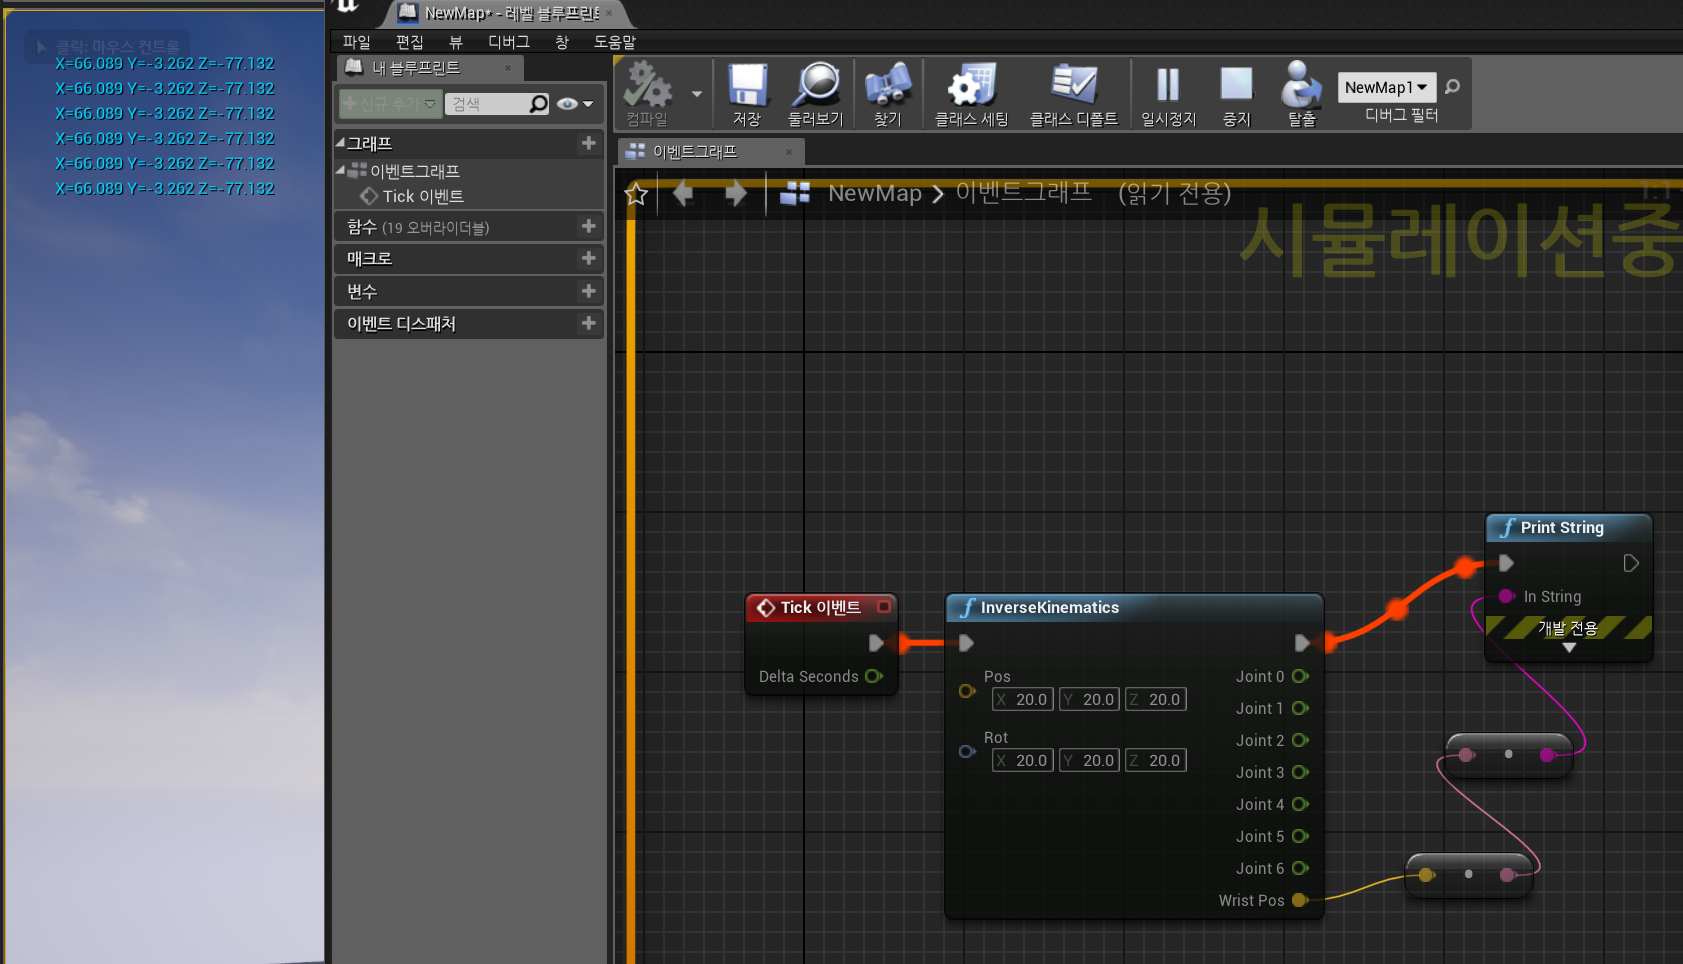 클릭: 마우스 컨트롤
X=66.089 Y=-3.262 Z=-77.132
X=66.089 Y=-3.262 Z=-77.132
X=66.089 Y=-3.262 Z=-77.132
X=66.089 Y=-3.262 Z=-77.132
X=66.089 Y=-3.262 Z=-77.132
X=66.089 Y=-3.262 Z=-77.132
NewMap* - 레벨 블루프린트
파일 편집 뷰 디버그 창 도움말
내 블루프린트
신규 추가 검색
그래프
이벤트그래프
Tick 이벤트
함수 (19 오버라이더블)
매크로
변수
이벤트 디스패처
컴파일 저장 둘러보기 찾기 클래스 세팅 클래스 디폴트 일시정지 중지 탈출
NewMap1
디버그 필터
이벤트그래프
NewMap > 이벤트그래프 (읽기 전용)
1:1
시뮬레이션중
Print String
In String
개발 전용
Tick 이벤트
Delta Seconds
InverseKinematics
Pos
X 20.0 Y 20.0 Z 20.0
Rot
X 20.0 Y 20.0 Z 20.0
Joint 0
Joint 1
Joint 2
Joint 3
Joint 4
Joint 5
Joint 6
Wrist Pos